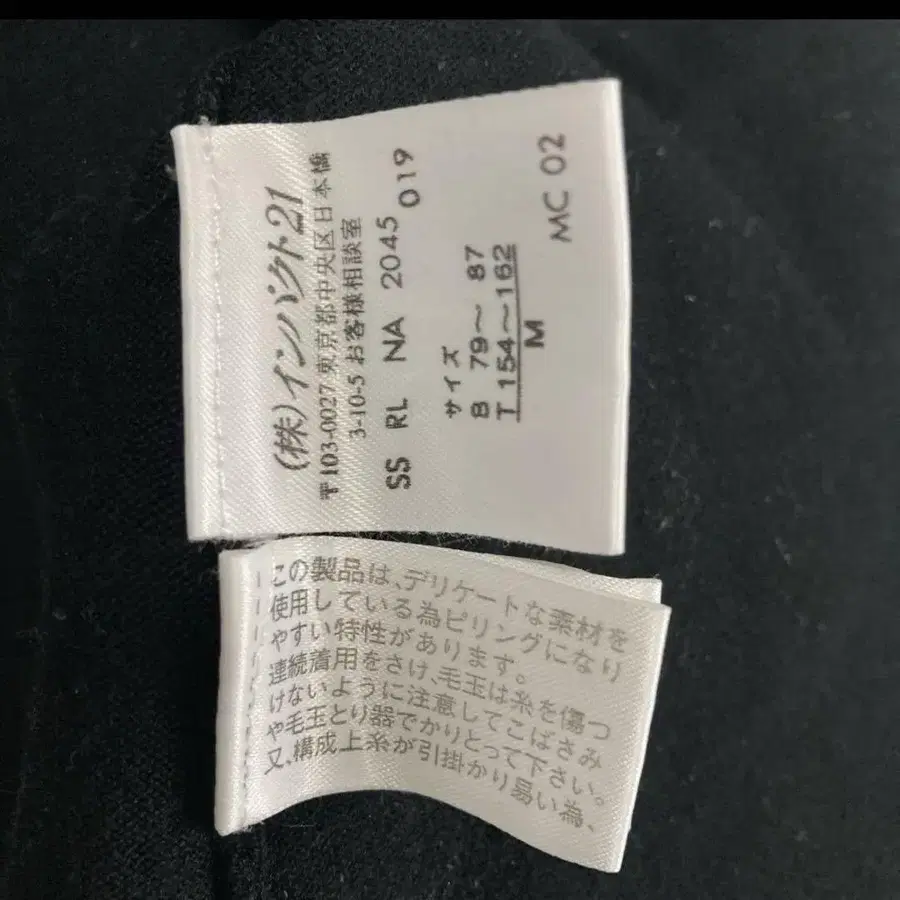 (株)インパクト21
〒103-0027 東京都中央区日本橋
3-10-5 お客様相談室
SS RL NA 2045
019
サイズ
B 79〜 87
T 154〜162
M
MC 02
この製品は、デリケートな素材を
使用している為ピリングになり
やすい特性があります。
連続着用をさけ、毛玉は糸を傷つ
けないように注意してこばさみ
や毛玉とり器でかりとって下さい。
又、構成上糸が引掛かり易い為、